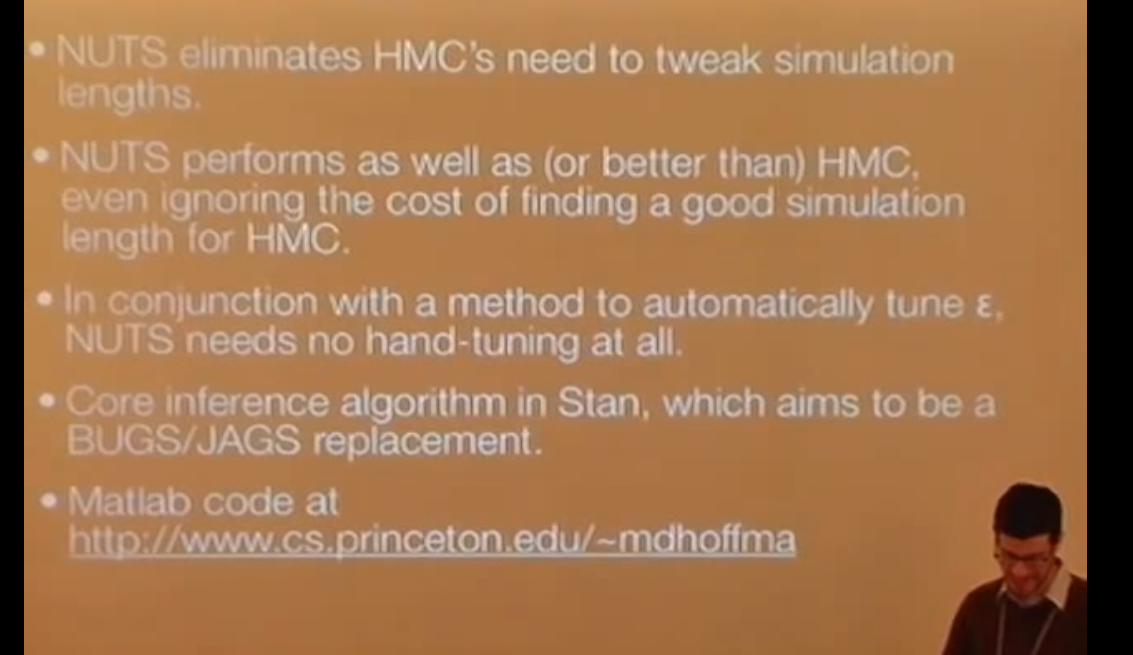 • NUTS eliminates HMC's need to tweak simulation
lengths.
• NUTS performs as well as (or better than) HMC,
even ignoring the cost of finding a good simulation
length for HMC.
• In conjunction with a method to automatically tune ε,
NUTS needs no hand-tuning at all.
• Core inference algorithm in Stan, which aims to be a
BUGS/JAGS replacement.
• Matlab code at
http://www.cs.princeton.edu/~mdhoffma